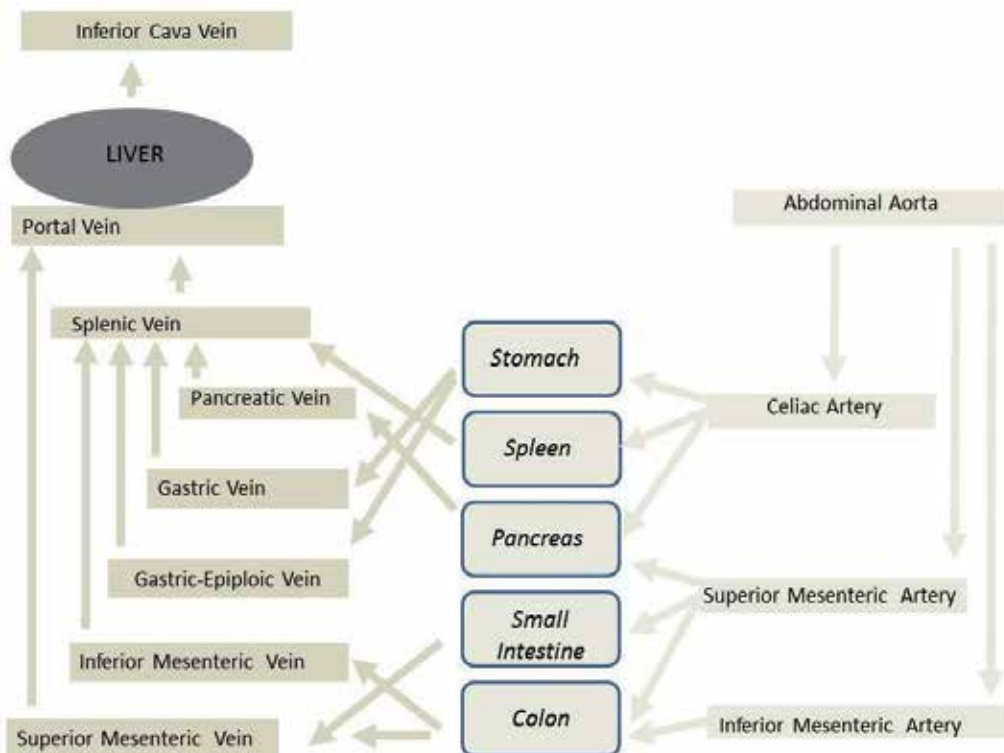 Inferior Cava Vein
LIVER
Portal Vein
Abdominal Aorta
Splenic Vein
Stomach
Pancreatic Vein
Celiac Artery
Spleen
Gastric Vein
Pancreas
Gastric-Epiploic Vein
Superior Mesenteric Artery
Small
Intestine
Inferior Mesenteric Vein
Colon
Superior Mesenteric Vein
Inferior Mesenteric Artery